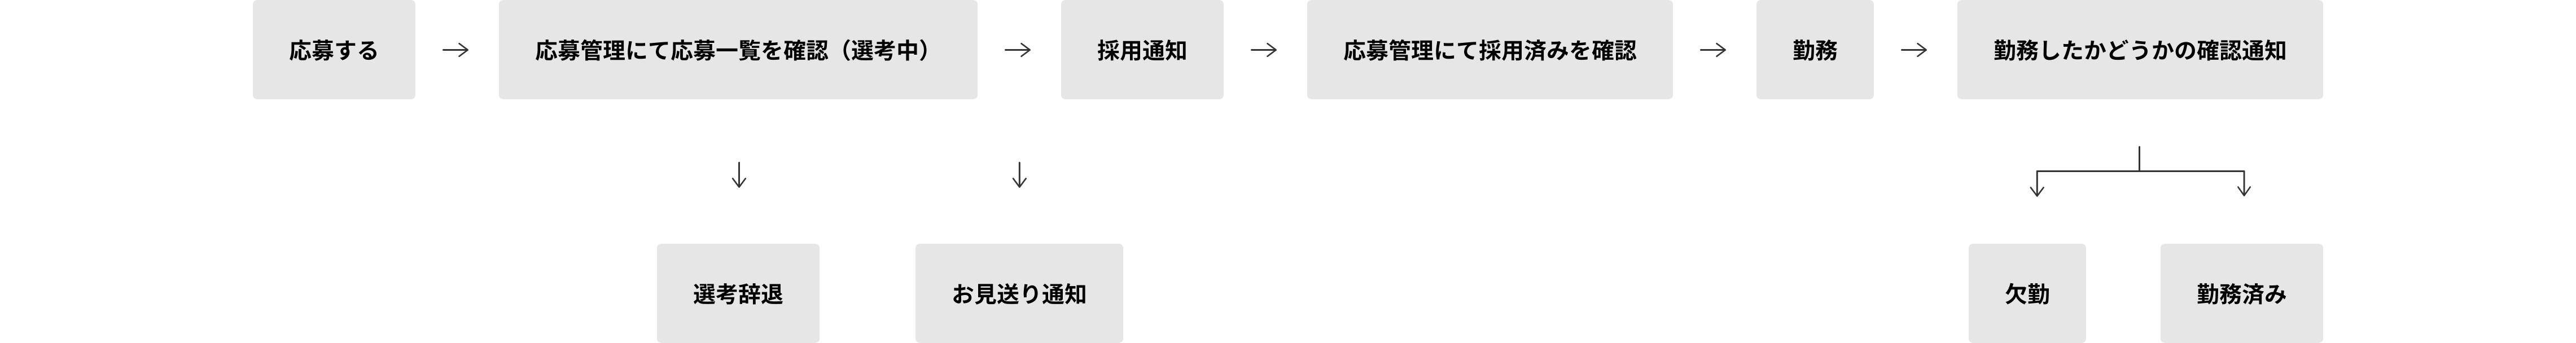 応募する
応募管理にて応募一覧を確認（選考中）
採用通知
応募管理にて採用済みを確認
勤務
勤務したかどうかの確認通知
選考辞退
お見送り通知
欠勤
勤務済み